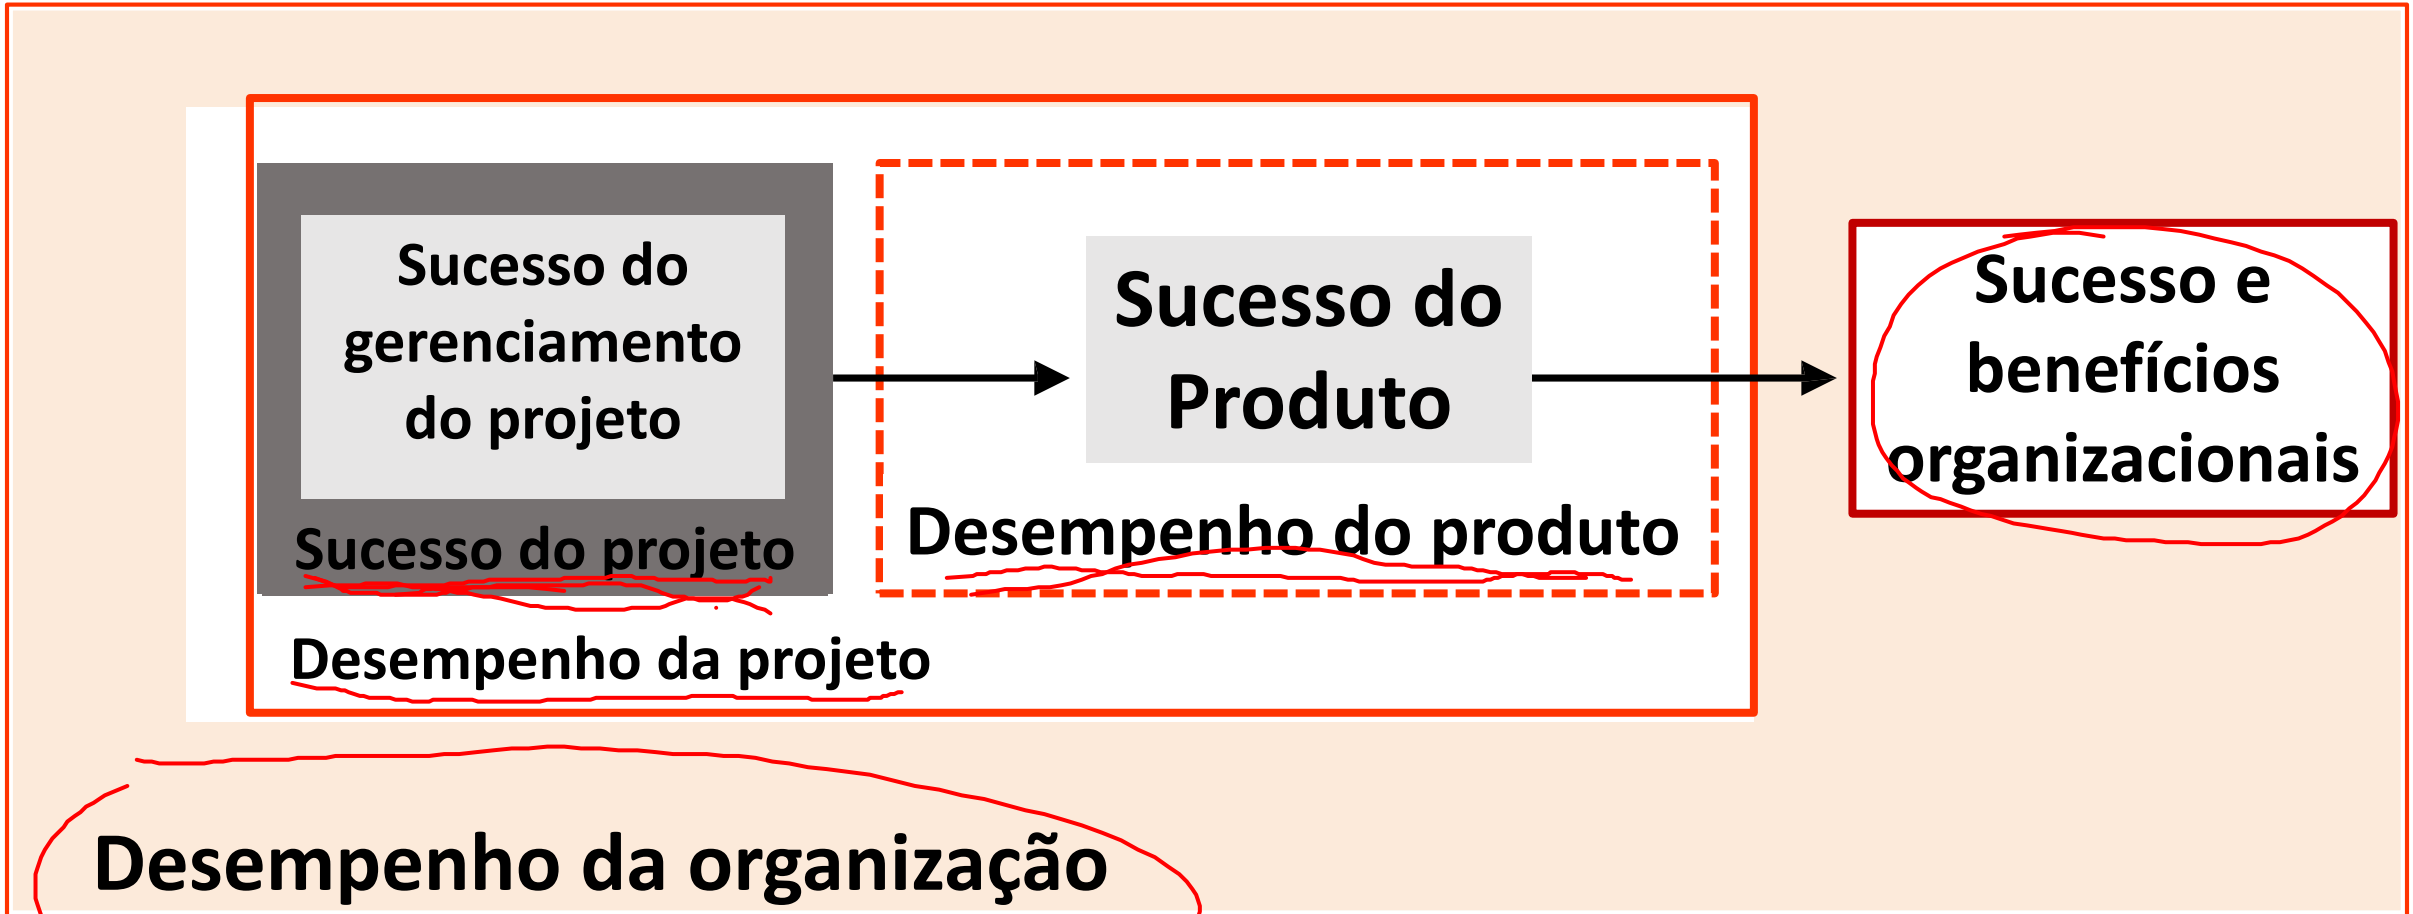 Sucesso do
gerenciamento
do projeto
Sucesso do projeto
Desempenho da projeto
Sucesso do
Produto
Desempenho do produto
Sucesso e
benefícios
organizacionais
Desempenho da organização